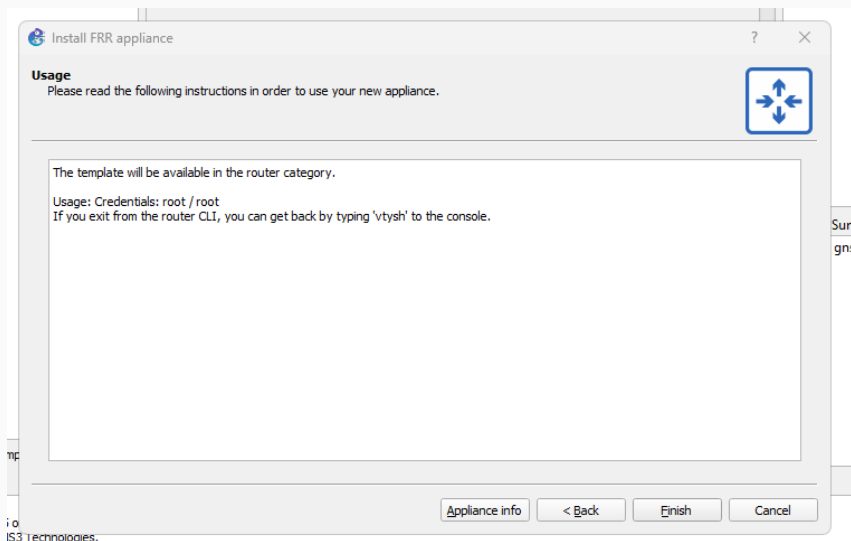 Install FRR appliance
?
Usage
Please read the following instructions in order to use your new appliance.
The template will be available in the router category.
Usage: Credentials: root / root
If you exit from the router CLI, you can get back by typing 'vtysh' to the console.
Appliance info
< Back
Finish
Cancel
Technologies.